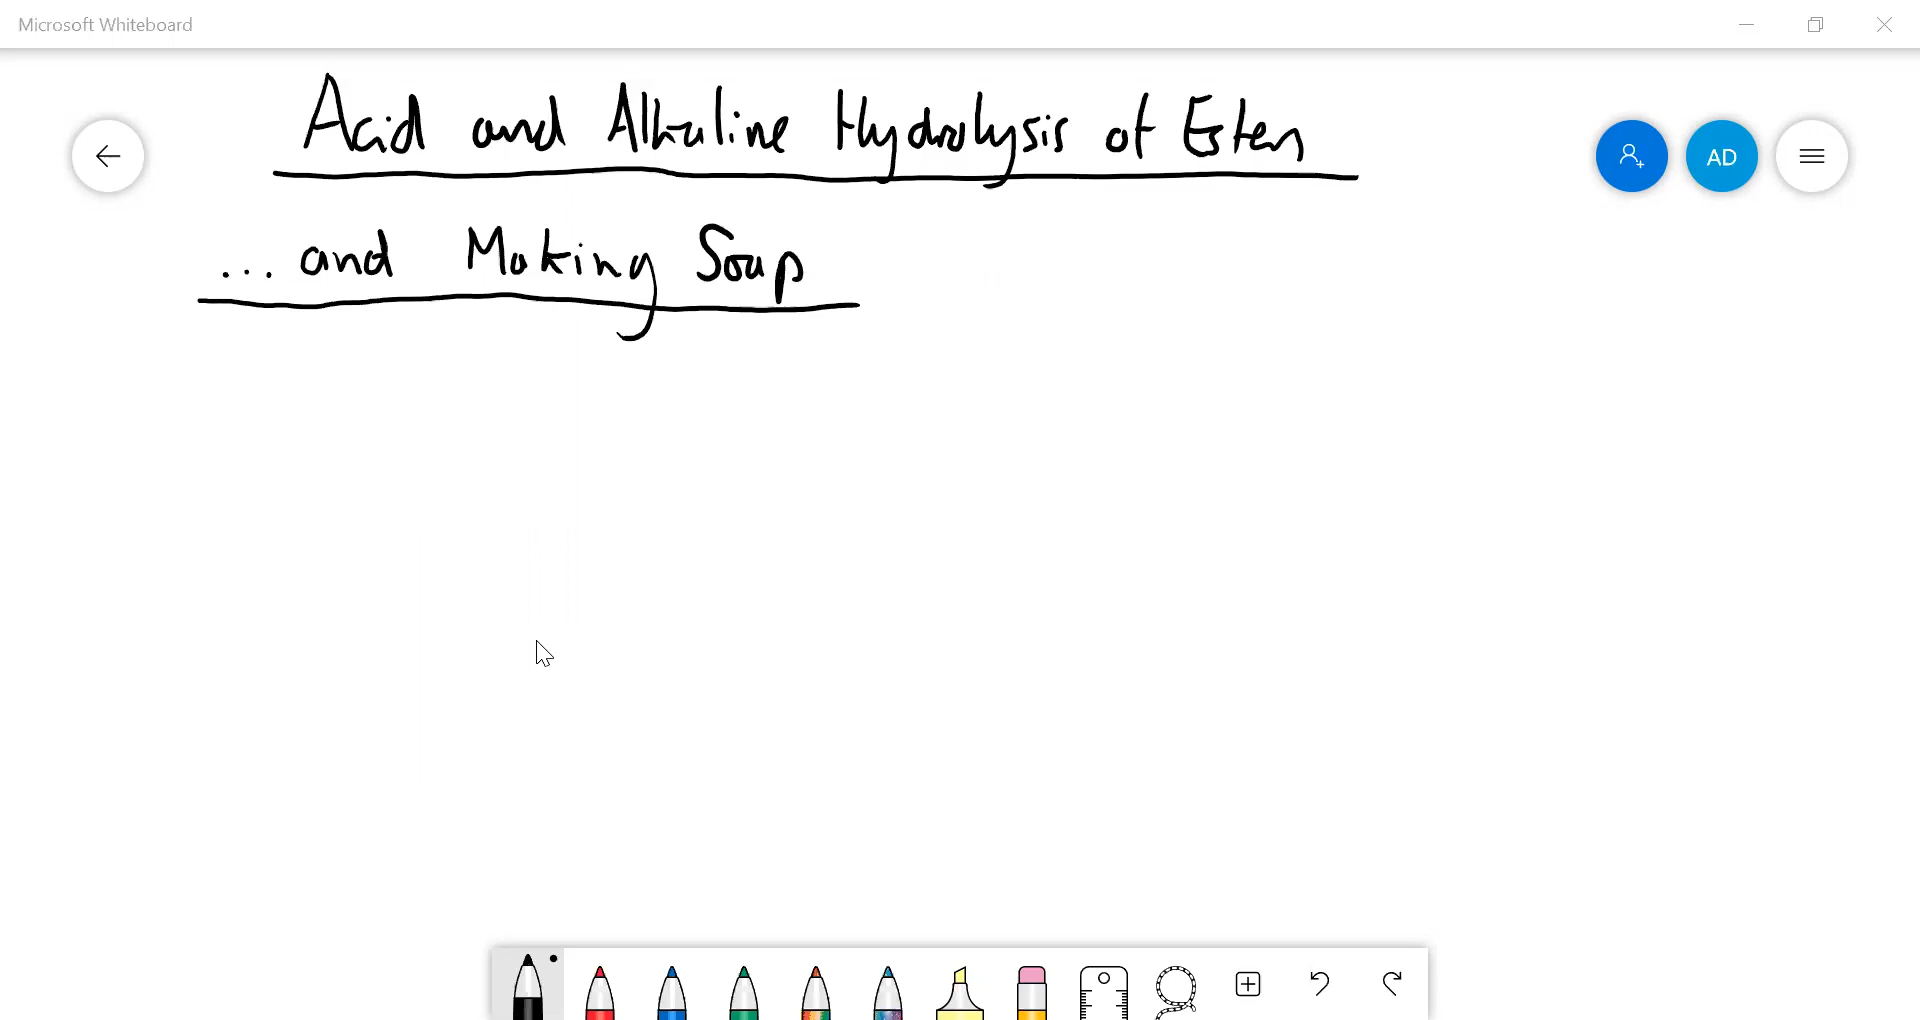 Microsoft Whiteboard
Acid and Alkaline Hydrolysis of Esters
AD
... and Making Soap